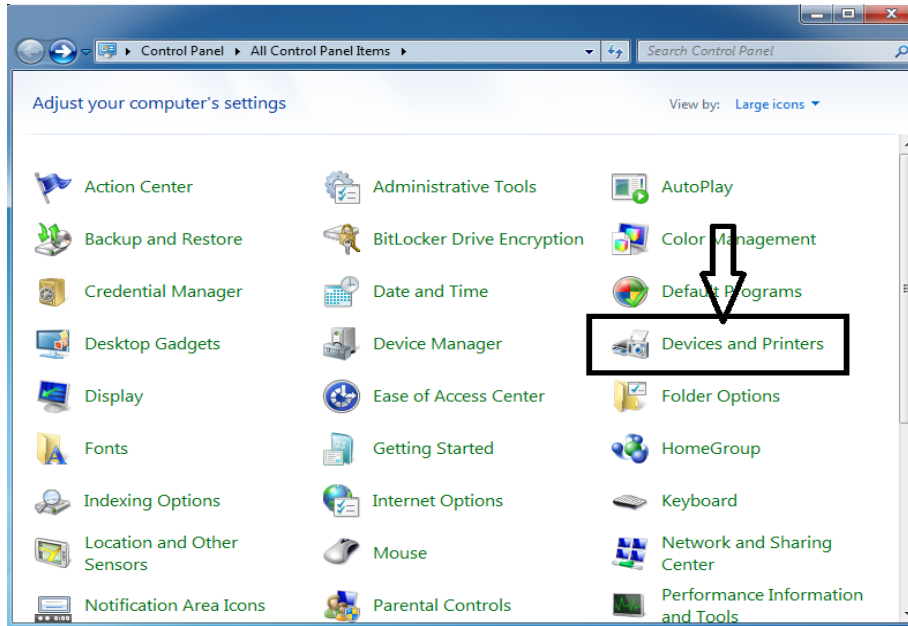 Control Panel All Control Panel Items Search Control Panel
Adjust your computer's settings View by: Large icons
Action Center Administrative Tools AutoPlay
Backup and Restore BitLocker Drive Encryption Color Management
Credential Manager Date and Time Default Programs
Desktop Gadgets Device Manager Devices and Printers
Display Ease of Access Center Folder Options
Fonts Getting Started HomeGroup
Indexing Options Internet Options Keyboard
Location and Other
Sensors
Mouse
Network and Sharing
Center
Notification Area Icons Parental Controls
Performance Information
and Tools